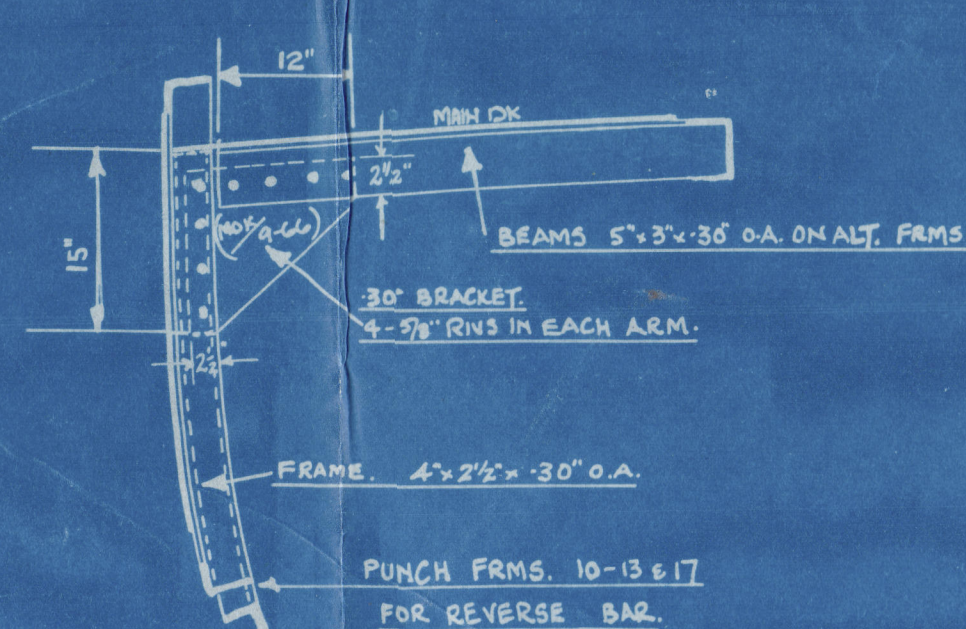 12"
MAIN DK
2½"
15"
BEAMS 5"x3"x·30" O.A. ON ALT. FRMS
·30" BRACKET.
4-5/8" RIVS IN EACH ARM.
2½"
FRAME. 4"x2½"x ·30" O.A.
PUNCH FRMS. 10-13 & 17
FOR REVERSE BAR.